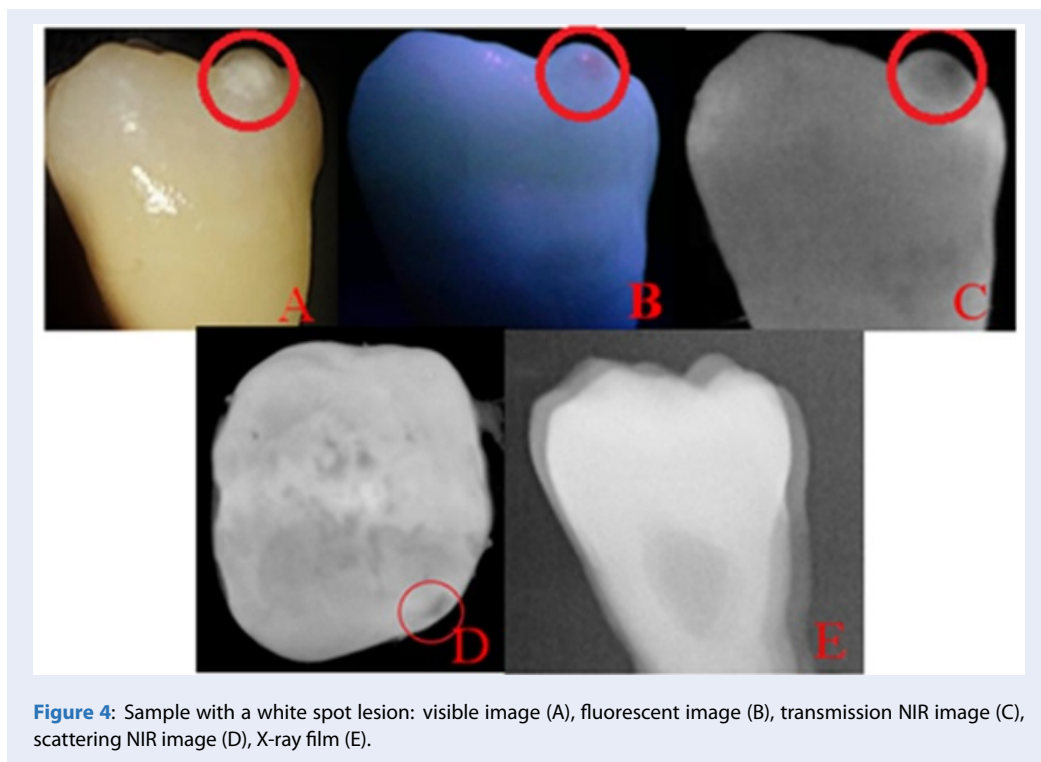 A
B
C
D
E
Figure 4: Sample with a white spot lesion: visible image (A), fluorescent image (B), transmission NIR image (C),
scattering NIR image (D), X-ray film (E).